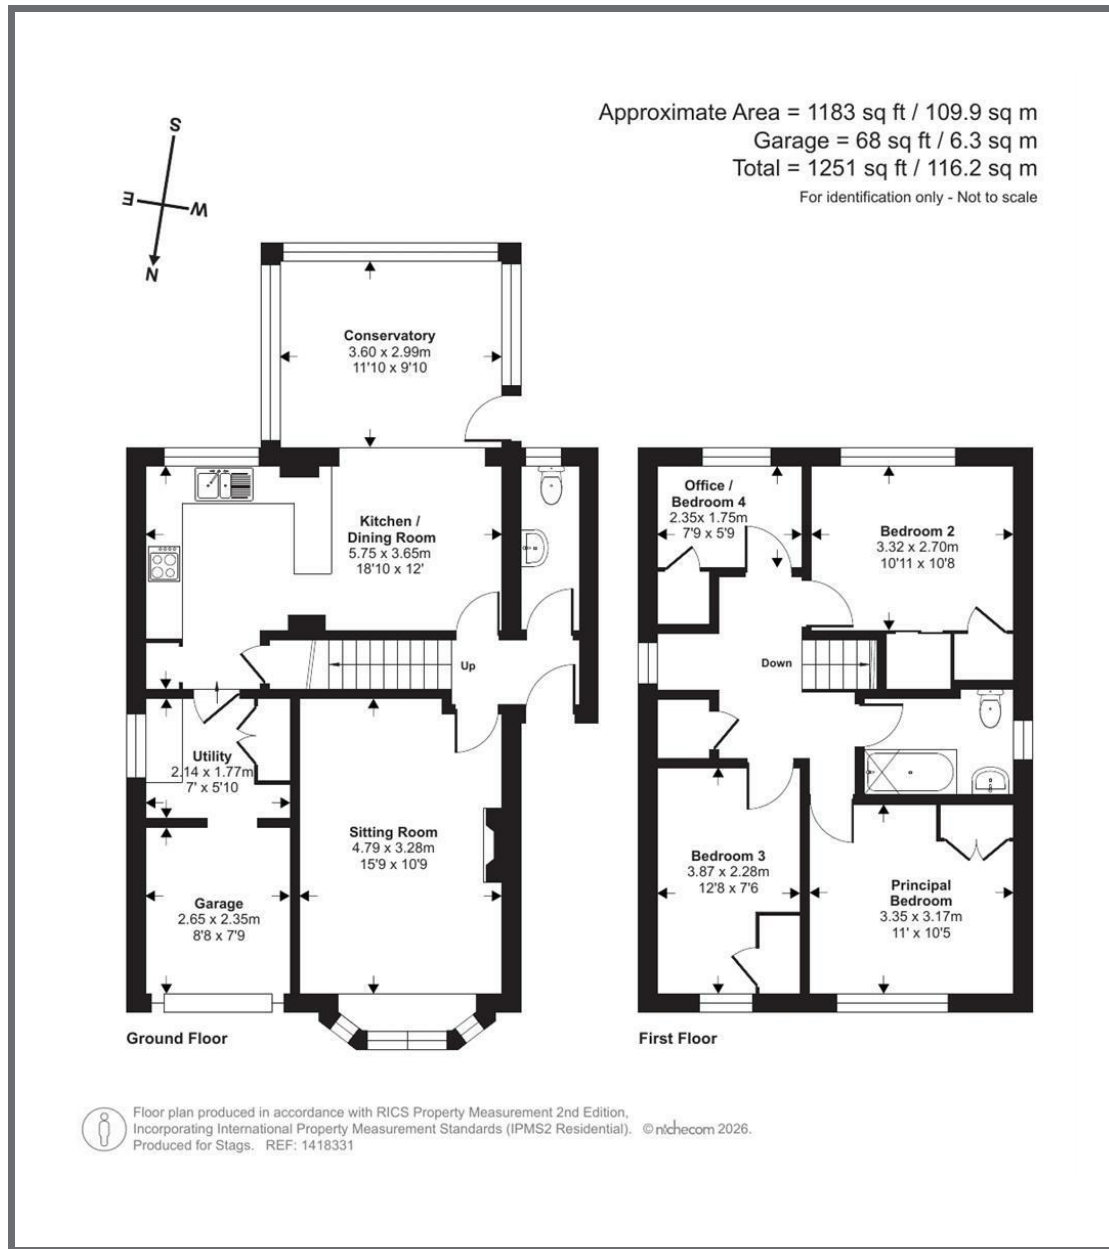 Approximate Area = 1183 sq ft / 109.9 sq m
Garage = 68 sq ft / 6.3 sq m
Total = 1251 sq ft / 116.2 sq m
For identification only - Not to scale
S
E
W
N
Conservatory
3.60 x 2.99m
11'10 x 9'10
Kitchen /
Dining Room
5.75 x 3.65m
18'10 x 12'
Up
Utility
2.14 x 1.77m
7' x 5'10
Sitting Room
4.79 x 3.28m
15'9 x 10'9
Garage
2.65 x 2.35m
8'8 x 7'9
Ground Floor
Office /
Bedroom 4
2.35x 1.75m
7'9 x 5'9
Bedroom 2
3.32 x 2.70m
10'11 x 10'8
Down
Bedroom 3
3.87 x 2.28m
12'8 x 7'6
Principal
Bedroom
3.35 x 3.17m
11' x 10'5
First Floor
Floor plan produced in accordance with RICS Property Measurement 2nd Edition,
Incorporating International Property Measurement Standards (IPMS2 Residential). © nichecom 2026.
Produced for Stags. REF: 1418331